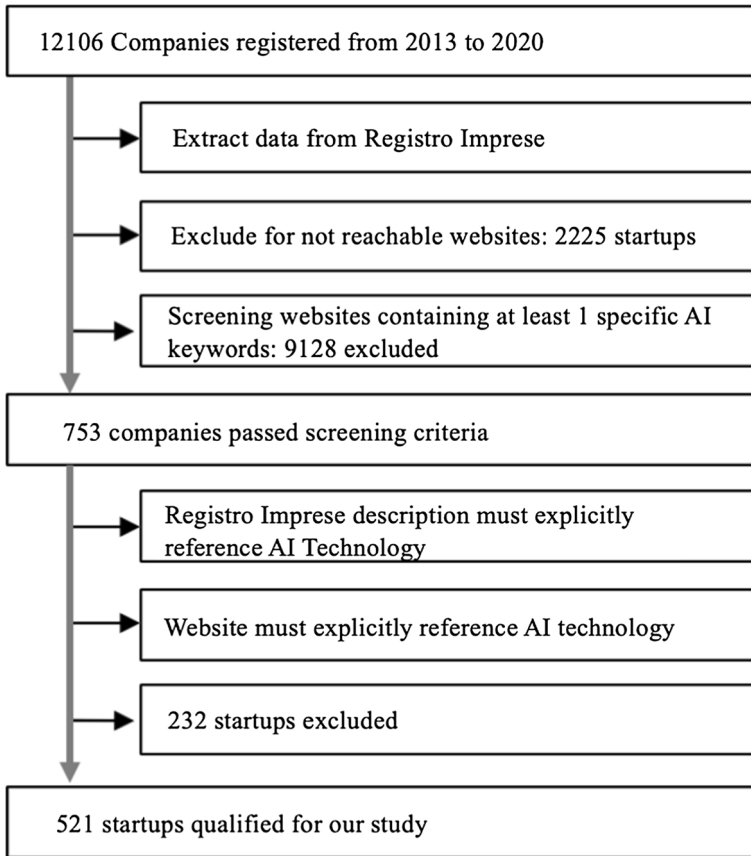 12106 Companies registered from 2013 to 2020
Extract data from Registro Imprese
Exclude for not reachable websites: 2225 startups
Screening websites containing at least 1 specific AI
keywords: 9128 excluded
753 companies passed screening criteria
Registro Imprese description must explicitly
reference AI Technology
Website must explicitly reference AI technology
232 startups excluded
521 startups qualified for our study